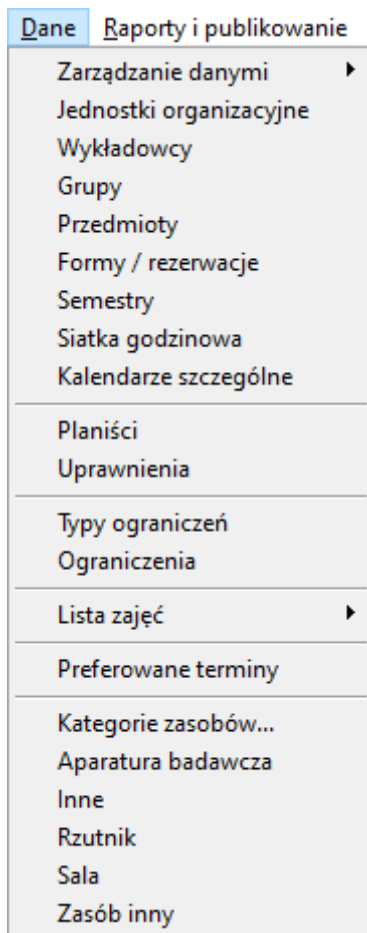 Dane Raporty i publikowanie
Zarządzanie danymi
Jednostki organizacyjne
Wykładowcy
Grupy
Przedmioty
Formy / rezerwacje
Semestry
Siatka godzinowa
Kalendarze szczególne
Planiści
Uprawnienia
Typy ograniczeń
Ograniczenia
Lista zajęć
Preferowane terminy
Kategorie zasobów...
Aparatura badawcza
Inne
Rzutnik
Sala
Zasób inny